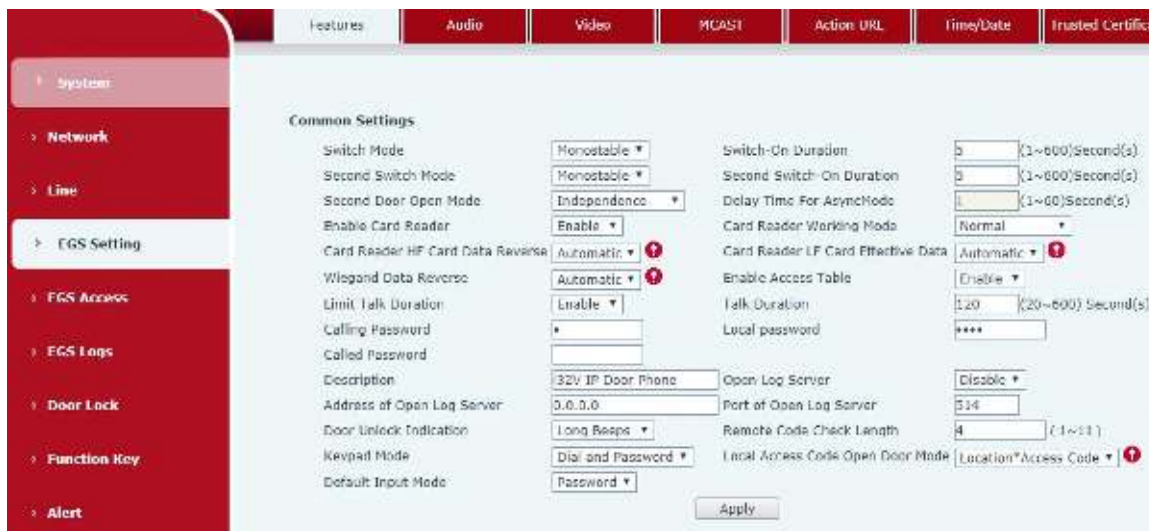 Features Audio Video MCAST Action URL Time/Date Trusted Certific
System
Network
Line
EGS Setting
EGS Access
EGS Logs
Door Lock
Function Key
Alert
Common Settings
Switch Mode Monostable Switch-On Duration 5 (1~600)Second(s)
Second Switch Mode Monostable Second Switch-On Duration 5 (1~600)Second(s)
Second Door Open Mode Independence Delay Time For AsyncMode 1 (1~60)Second(s)
Enable Card Reader Enable Card Reader Working Mode Normal
Card Reader HF Card Data Reverse Automatic Card Reader LF Card Effective Data Automatic
Wiegand Data Reverse Automatic Enable Access Table Enable
Limit Talk Duration Enable Talk Duration 120 (20~600) Second(s)
Calling Password • Local password ••••
Called Password
Description i32V IP Door Phone Open Log Server Disable
Address of Open Log Server 0.0.0.0 Port of Open Log Server 514
Door Unlock Indication Long Beeps Remote Code Check Length 4 (1~11)
Keypad Mode Dial and Password Local Access Code Open Door Mode Location*Access Code
Default Input Mode Password
Apply